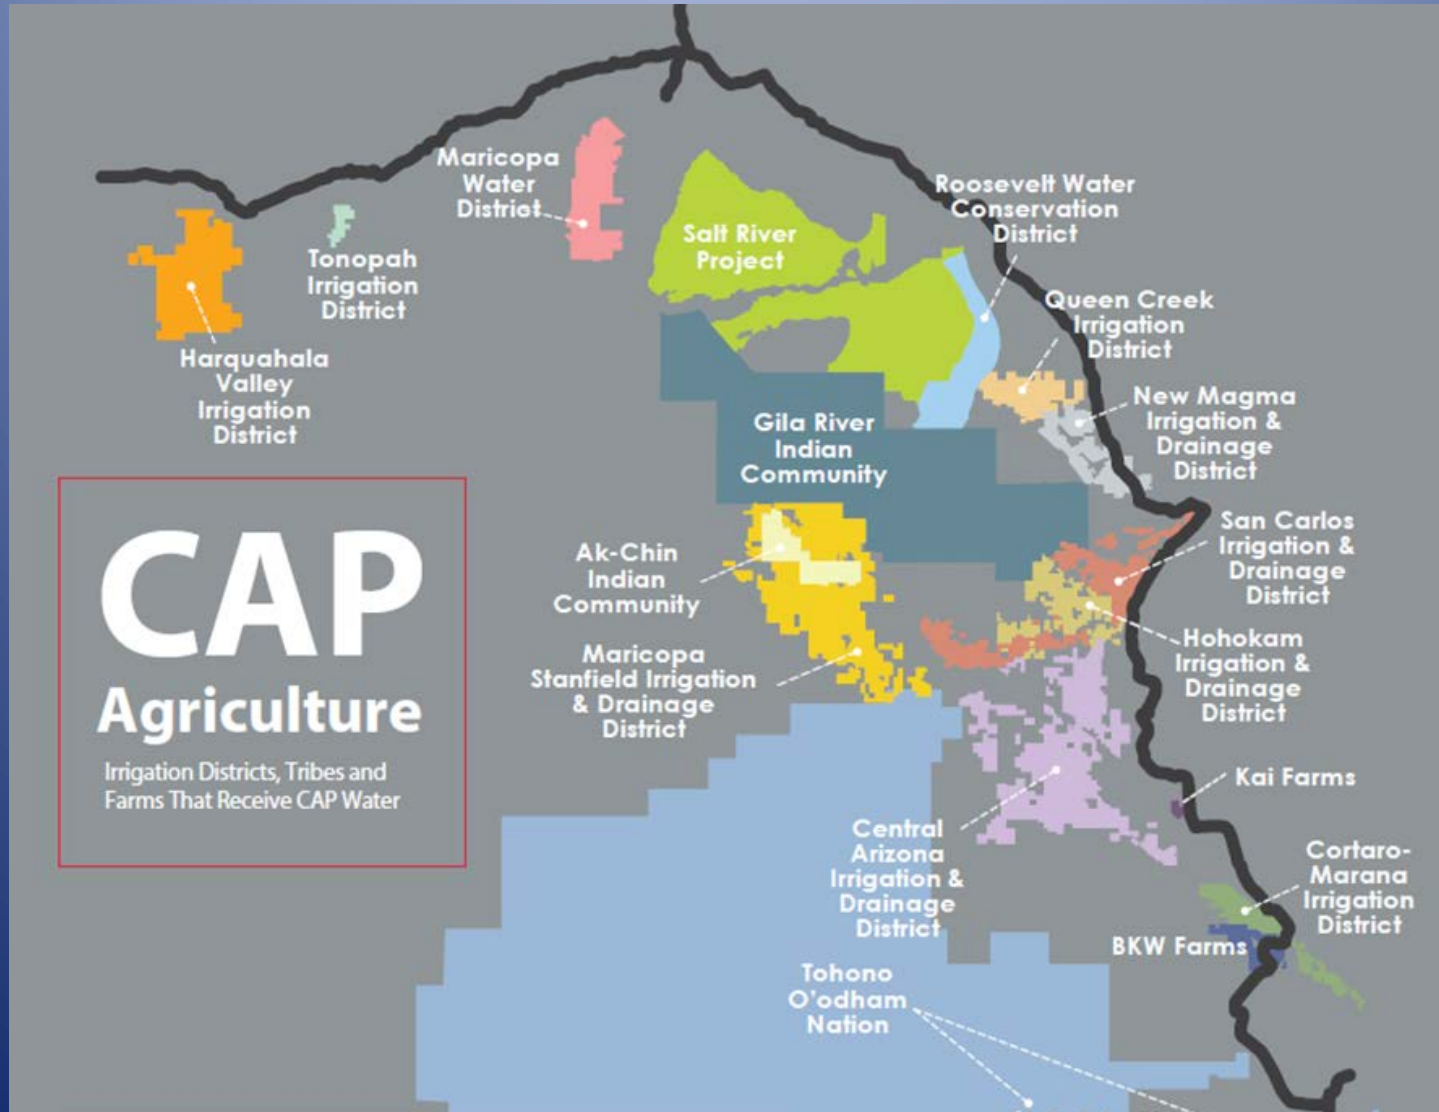 Maricopa
Water
District
Roosevelt Water
Conservation
District
Salt River
Project
Tonopah
Irrigation
District
Queen Creek
Irrigation
District
Harquahala
Valley
Irrigation
District
New Magma
Irrigation &
Drainage
District
Gila River
Indian
Community
CAP
Agriculture
Irrigation Districts, Tribes and
Farms That Receive CAP Water
Ak-Chin
Indian
Community
San Carlos
Irrigation &
Drainage
District
Maricopa
Stanfield Irrigation
& Drainage
District
Hohokam
Irrigation &
Drainage
District
Kai Farms
Central
Arizona
Irrigation &
Drainage
District
Cortaro-
Marana
Irrigation
District
BKW Farms
Tohono
O'odham
Nation